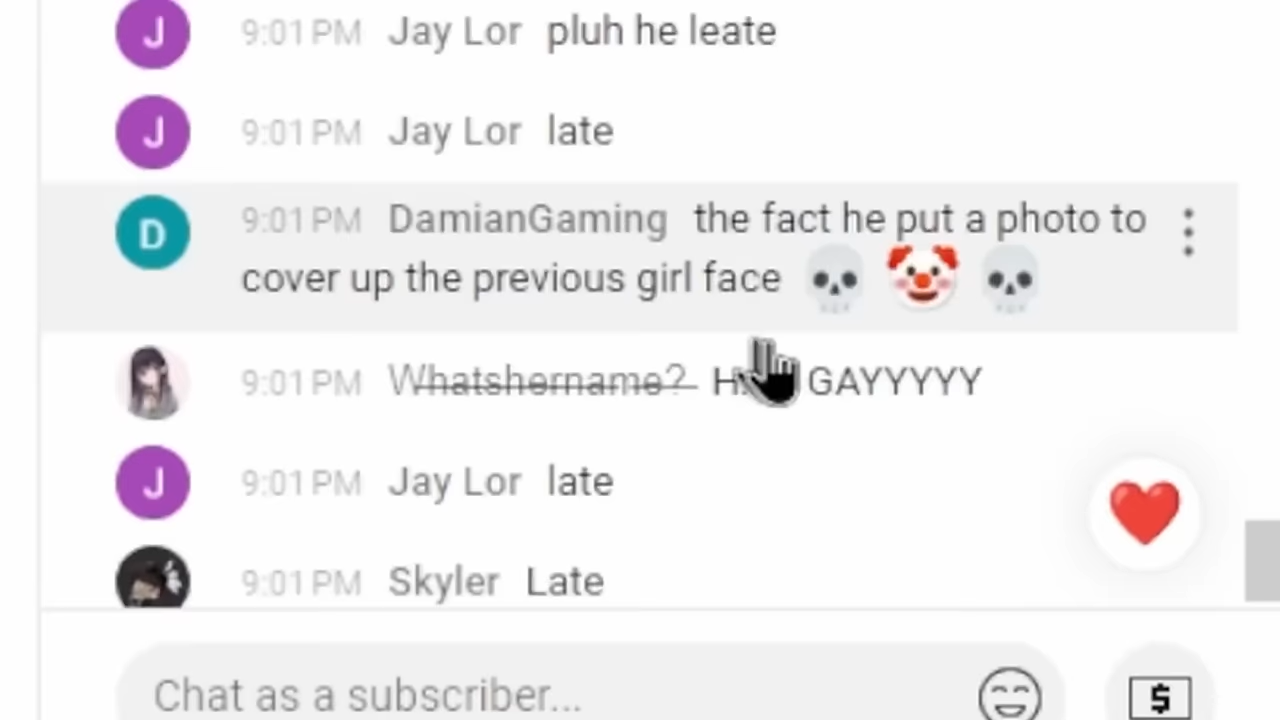 J 9:01 PM Jay Lor pluh he leate
J 9:01 PM Jay Lor late
D 9:01 PM DamianGaming the fact he put a photo to
cover up the previous girl face 💀 🤡 💀
9:01 PM Whatshername? GAYYYYY
J 9:01 PM Jay Lor late
9:01 PM Skyler Late
Chat as a subscriber...
$